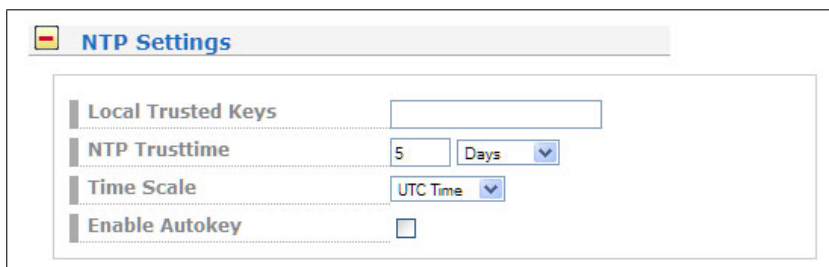 NTP Settings
Local Trusted Keys
NTP Trusttime 5 Days
Time Scale UTC Time
Enable Autokey